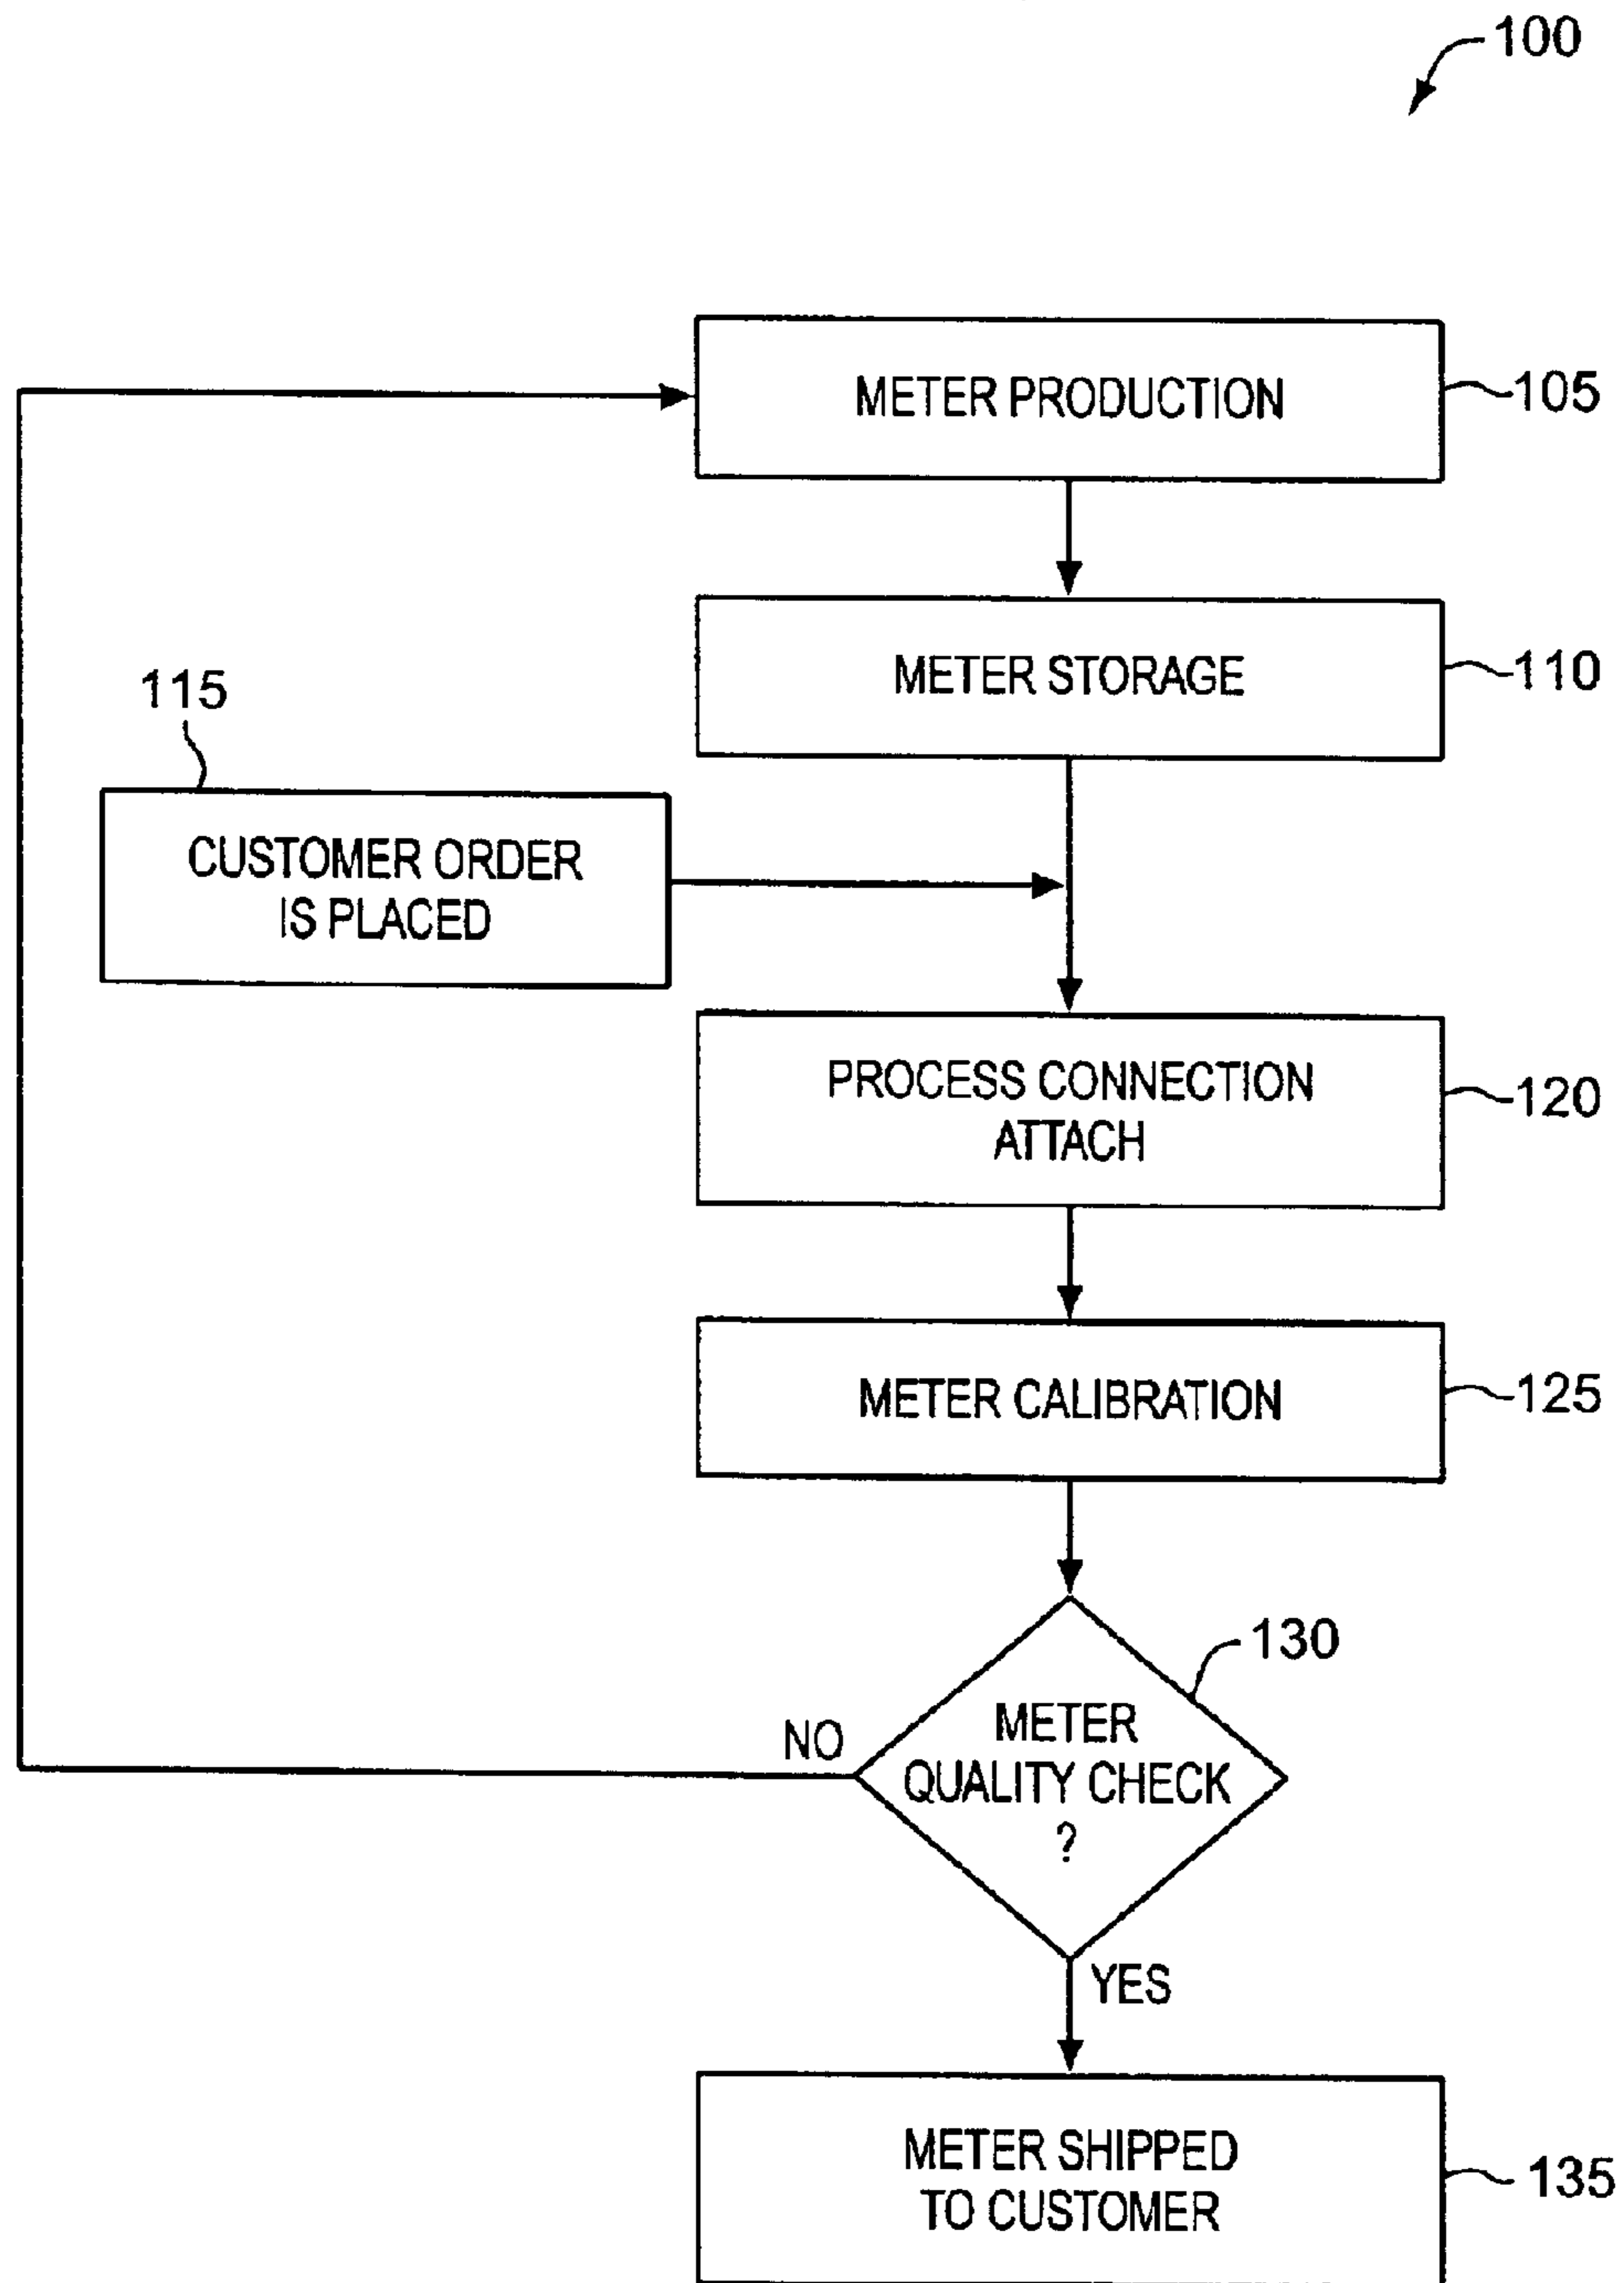 100
METER PRODUCTION
105
METER STORAGE
110
115
CUSTOMER ORDER
IS PLACED
PROCESS CONNECTION
ATTACH
120
METER CALIBRATION
125
130
METER
QUALITY CHECK
?
NO
YES
METER SHIPPED
TO CUSTOMER
135